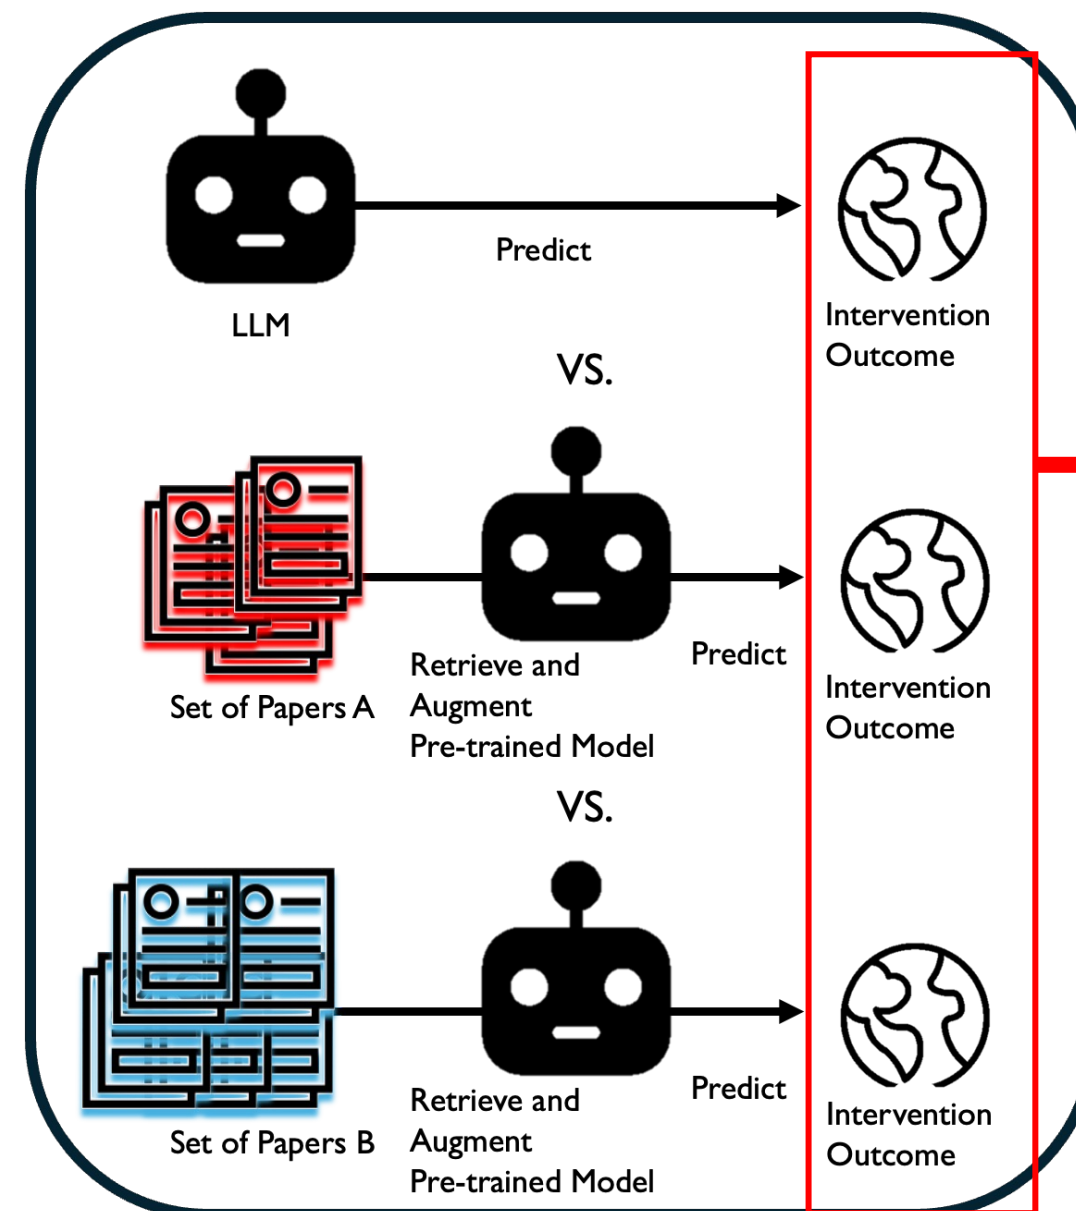 Predict
LLM
Intervention
Outcome
VS.
Set of Papers A
Retrieve and
Augment
Pre-trained Model
Predict
Intervention
Outcome
VS.
Set of Papers B
Retrieve and
Augment
Pre-trained Model
Predict
Intervention
Outcome